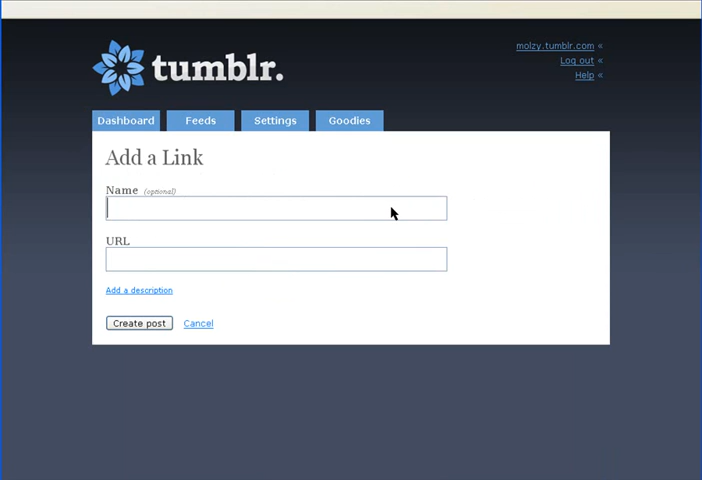 tumblr.
molzy.tumblr.com «
Log out «
Help «
Dashboard Feeds Settings Goodies
Add a Link
Name (optional)
URL
Add a description
Create post Cancel